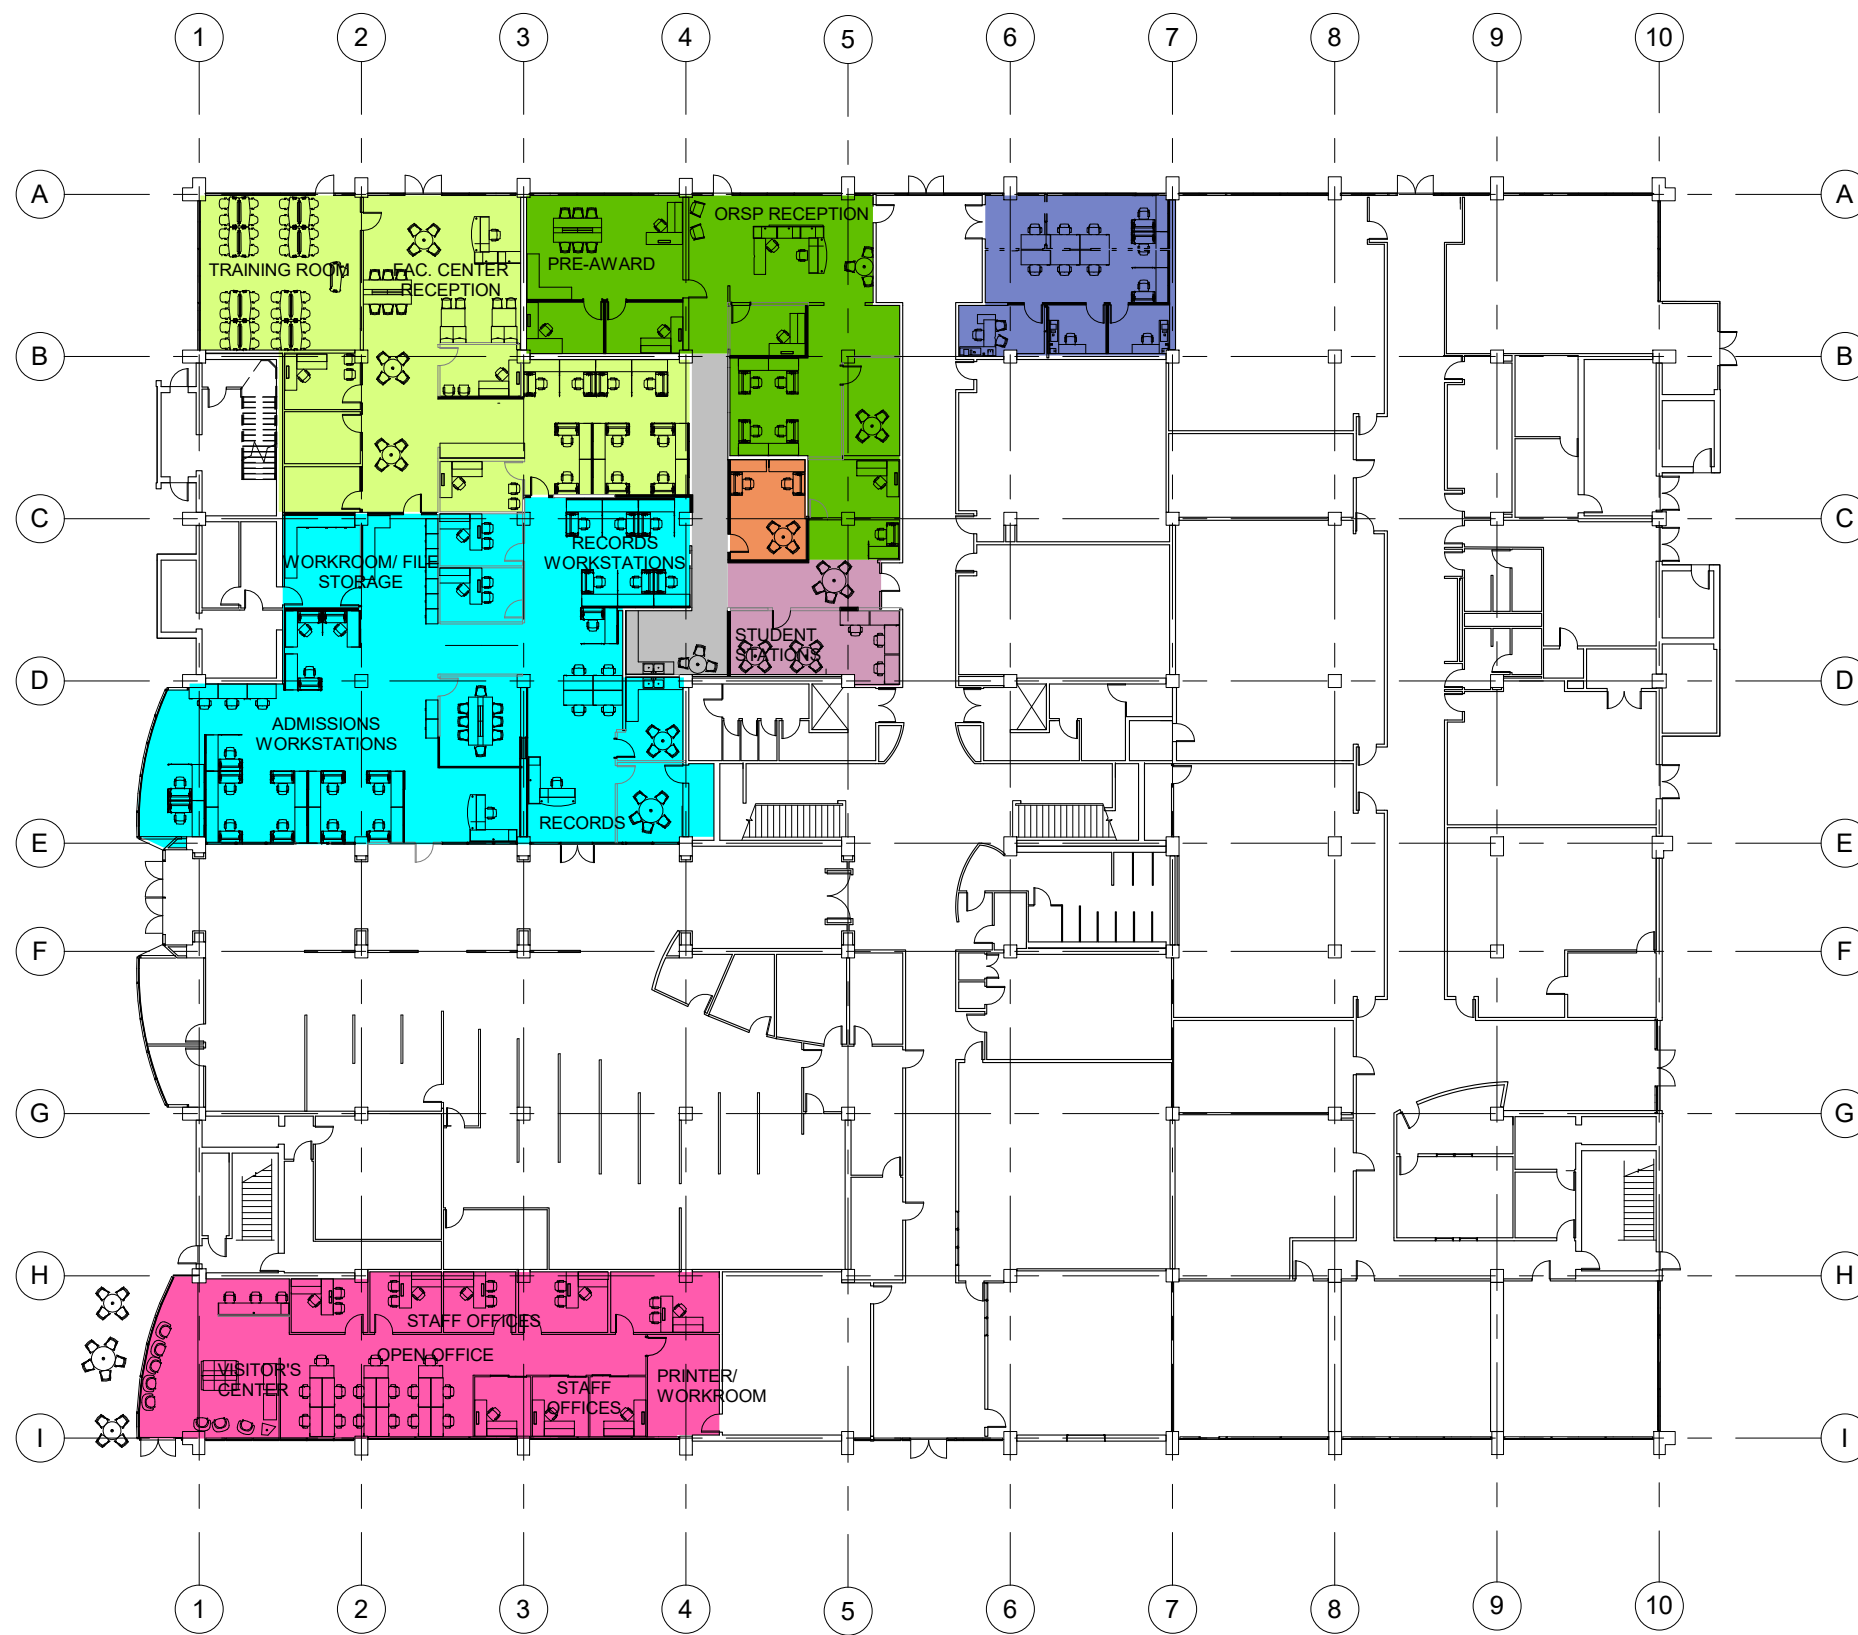 1 2 3 4 5 6 7 8 9 10
A A
ORSP RECEPTION
PRE-AWARD
TRAINING ROOM
FAC. CENTER
RECEPTION
B B
C C
RECORDS
WORKSTATIONS
WORKROOM/ FILE
STORAGE
STUDENT
STATIONS
D D
ADMISSIONS
WORKSTATIONS
RECORDS
E E
F F
G G
H H
STAFF OFFICES
OPEN OFFICE
VISITOR'S
CENTER
STAFF
OFFICES
PRINTER/
WORKROOM
I I
1 2 3 4 5 6 7 8 9 10